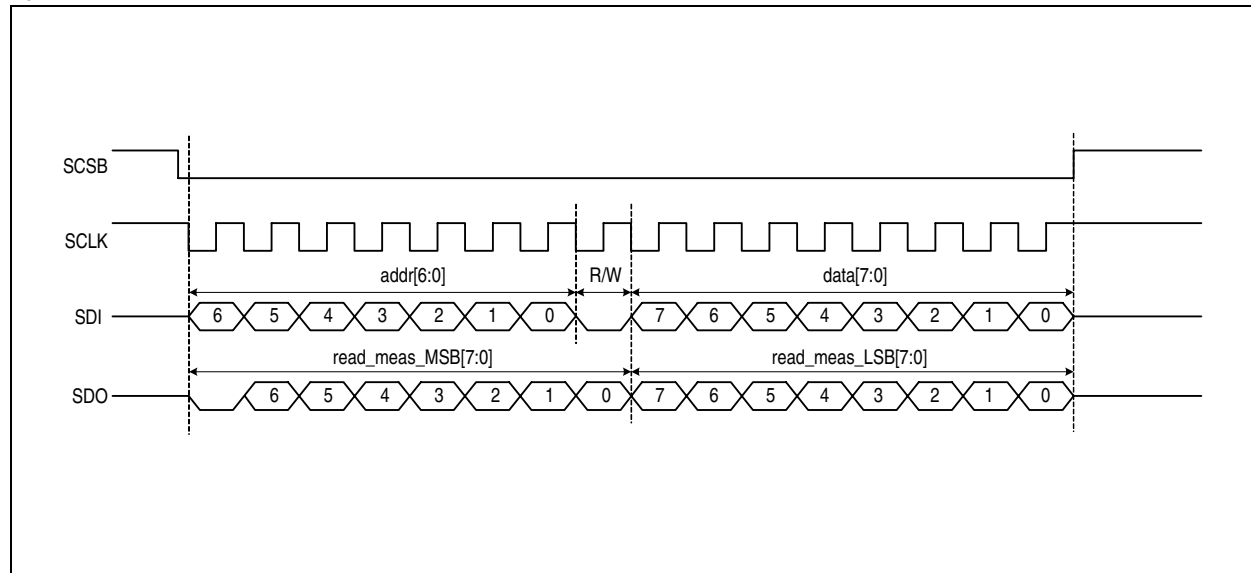 SCSB
SCLK
addr[6:0] R/W data[7:0]
SDI 6 5 4 3 2 1 0 7 6 5 4 3 2 1 0
read_meas_MSB[7:0] read_meas_LSB[7:0]
SDO 6 5 4 3 2 1 0 7 6 5 4 3 2 1 0